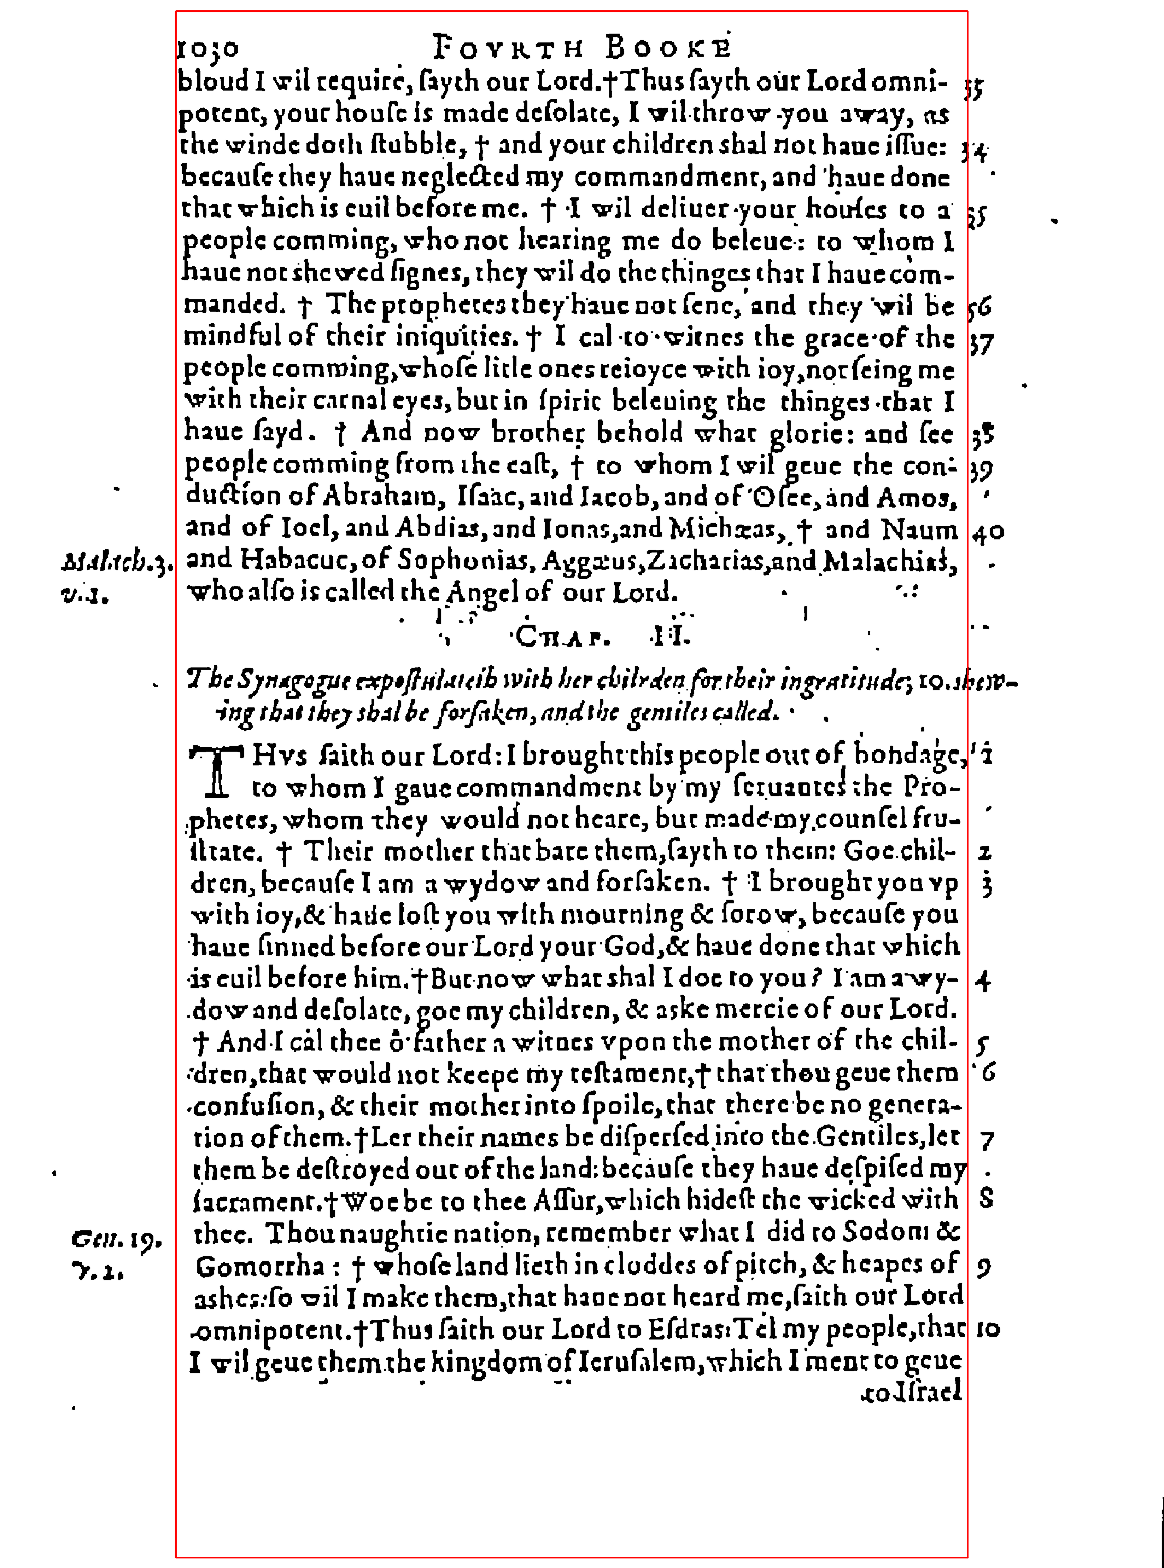 1030 FOVRTH BOOKE
bloud I wil require, ſayth our Lord.†Thus ſayth our Lord omni- 33
potent, your houſe is made deſolate, I wil throw you away, as
the winde doth ſtubble, † and your children shal not haue iſſue: 34
becauſe they haue neglected my commandment, and haue done
that which is euil before me. † I wil deliuer your houſes to a 35
people comming, who not hearing me do beleue: to whom I
haue not shewed ſignes, they wil do the thinges that I haue com-
manded. † The prophetes they haue not ſene, and they wil be 36
mindful of their iniquities. † I cal to witnes the grace of the 37
people comming, whoſe litle ones reioyce with ioy, not ſeing me
with their carnal eyes, but in ſpirit beleuing the thinges that I
haue ſayd. † And now brother behold what glorie: and ſee 38
people comming from the eaſt, † to whom I wil geue the con- 39
duction of Abraham, Iſaac, and Iacob, and of Oſee, and Amos,
and of Ioel, and Abdias, and Ionas, and Michæas, † and Naum 40
Malach.3. and Habacuc, of Sophonias, Aggæus, Zacharias, and Malachias,
v.1. who alſo is called the Angel of our Lord.
CHAP. II.
The Synagogue expoſtulateth with her chilrden for their ingratitude, 10. shew-
ing that they shal be forſaken, and the gentiles called.
THVS ſaith our Lord: I brought this people out of bondage, 1
to whom I gaue commandment by my ſeruantes the Pro-
phetes, whom they would not heare, but made my counſel fru-
ſtrate. † Their mother that bare them, ſayth to them: Goe chil- 2
dren, becauſe I am a wydow and forſaken. † I brought you vp 3
with ioy, & haue loſt you with mourning & ſorow, becauſe you
haue ſinned before our Lord your God, & haue done that which
is euil before him. † But now what shal I doe to you? I am a wy- 4
dow and deſolate, goe my children, & aske mercie of our Lord.
† And I cal thee ô father a witnes vpon the mother of the chil- 5
dren, that would not keepe my teſtament, † that thou geue them 6
confuſion, & their mother into ſpoile, that there be no genera-
tion of them. † Let their names be diſperſed into the Gentiles, let 7
them be deſtroyed out of the land: becauſe they haue deſpiſed my
ſacrament. † Woe be to thee Aſſur, which hideſt the wicked with 8
Gen. 19. thee. Thou naughtie nation, remember what I did to Sodom &
v.2. Gomorrha: † whoſe land lieth in cloddes of pitch, & heapes of 9
ashes: ſo wil I make them, that haue not heard me, ſaith our Lord
omnipotent. † Thus ſaith our Lord to Eſdras: Tel my people, that 10
I wil geue them the kingdom of Ieruſalem, which I ment to geue
to Iſrael